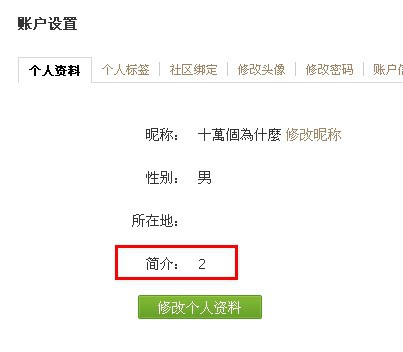 账户设置
个人资料 个人标签 社区绑定 修改头像 修改密码 账户
昵称： 十萬個為什麼 修改昵称
性别： 男
所在地：
简介： 2
修改个人资料